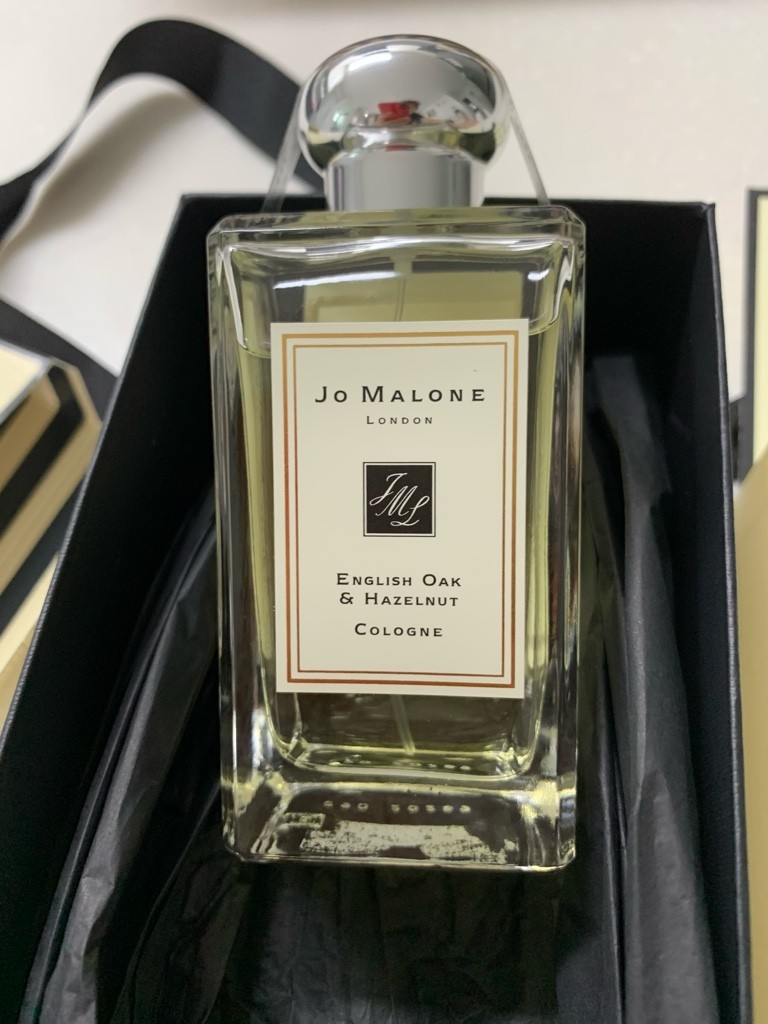 Jo Malone
London
JML
English Oak
& Hazelnut
Cologne